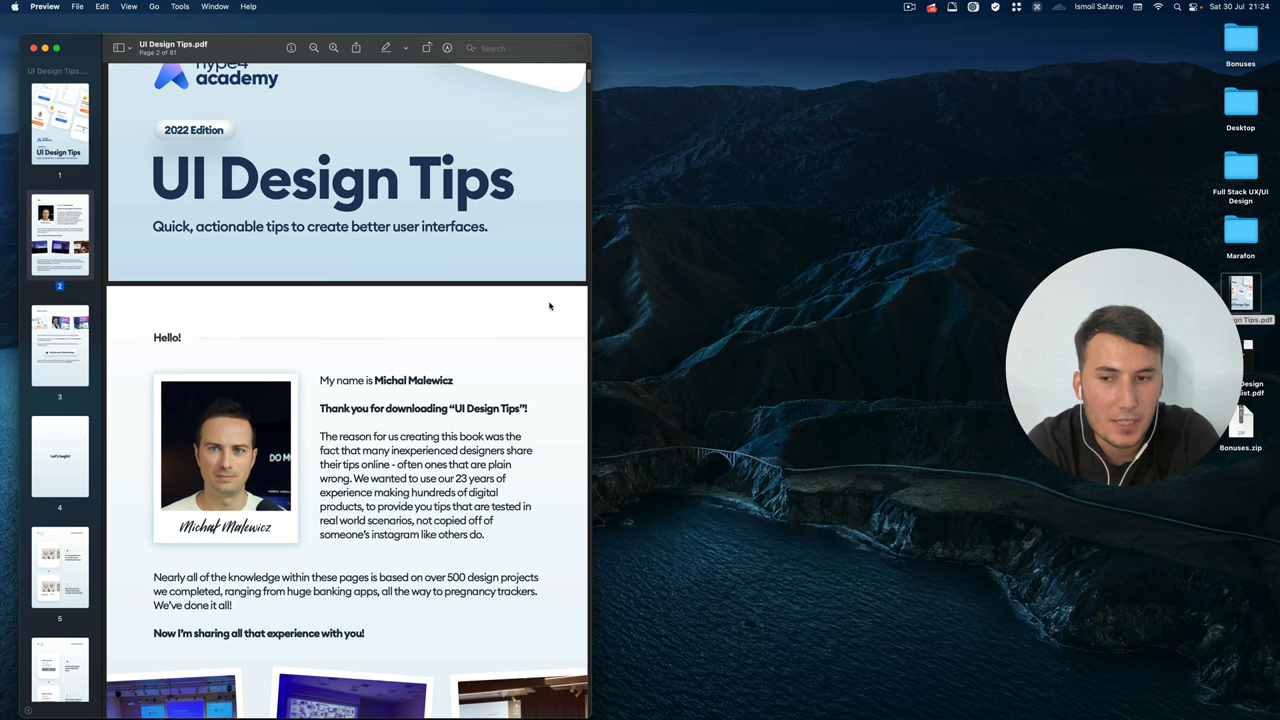 Preview File Edit View Go Tools Window Help
Ismoil Safarov Sat 30 Jul 21:24
UI Design Tips.pdf
Page 2 of 81
Search
UI Design Tips....
1
2
3
Let's begin!
4
5
hype4
academy
2022 Edition
UI Design Tips
Quick, actionable tips to create better user interfaces.
Hello!
My name is Michal Malewicz
Thank you for downloading “UI Design Tips”!
The reason for us creating this book was the
fact that many inexperienced designers share
their tips online - often ones that are plain
wrong. We wanted to use our 23 years of
experience making hundreds of digital
products, to provide you tips that are tested in
real world scenarios, not copied off of
someone's instagram like others do.
DO M
Michał Malewicz
Nearly all of the knowledge within these pages is based on over 500 design projects
we completed, ranging from huge banking apps, all the way to pregnancy trackers.
We've done it all!
Now I'm sharing all that experience with you!
Bonuses
Desktop
Full Stack UX/UI
Design
Marafon
gn Tips.pdf
Design
ist.pdf
ZIP
Bonuses.zip